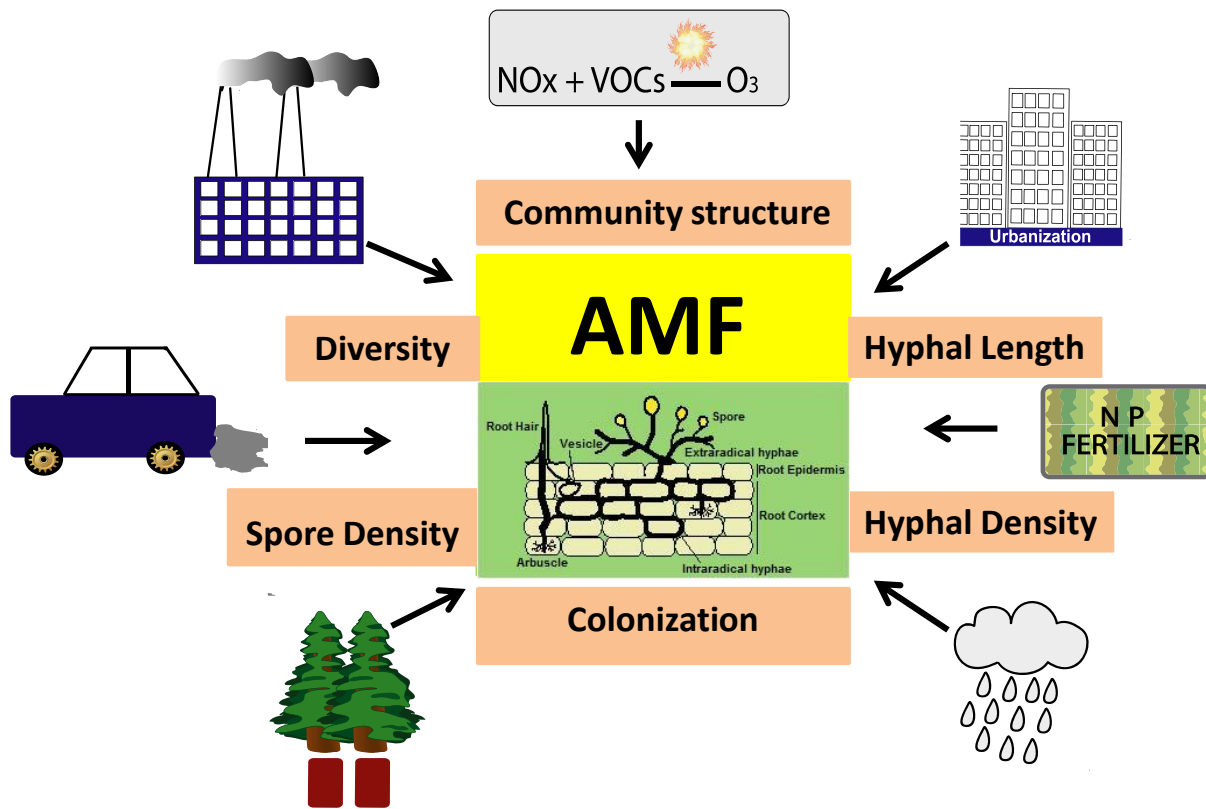 NOx + VOCs O3
Community structure
Urbanization
AMF
Diversity
Hyphal Length
N P
FERTILIZER
Root Hair
Vesicle
Spore
Extraradical hyphae
Root Epidermis
Root Cortex
Arbuscle
Intraradical hyphae
Spore Density
Hyphal Density
Colonization